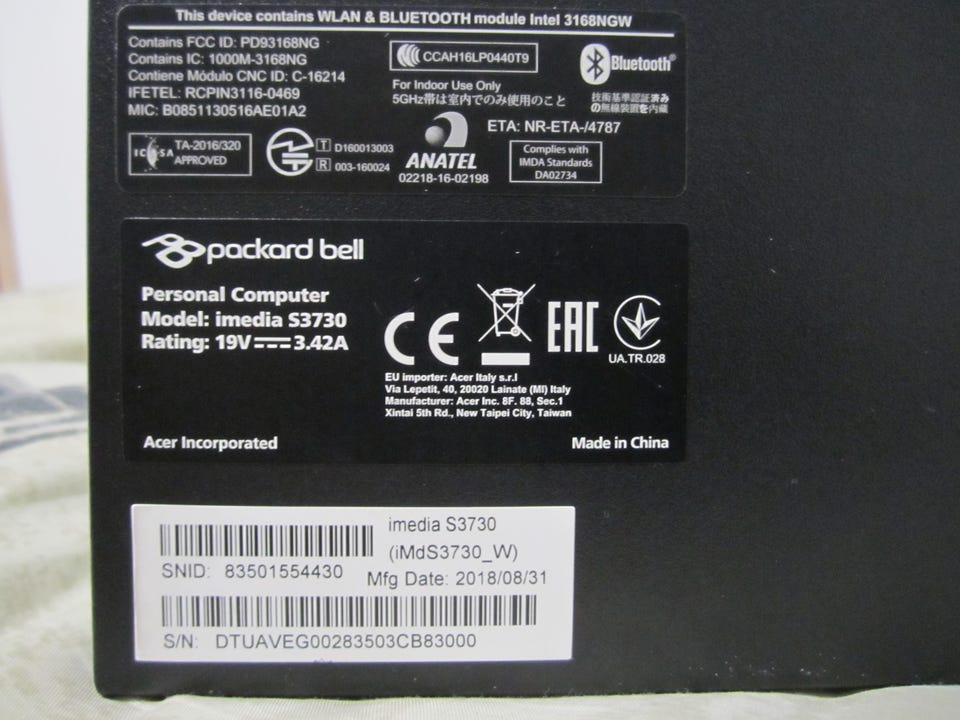 This device contains WLAN & BLUETOOTH module Intel 3168NGW
Contains FCC ID: PD93168NG
Contains IC: 1000M-3168NG
Contiene Módulo CNC ID: C-16214
IFETEL: RCPIN3116-0469
MIC: B0851130516AE01A2
CCAH16LP0440T9
For Indoor Use Only
5GHz帯は室内でのみ使用のこと
Bluetooth®
技術基準認証済み
の無線装置を内蔵
ETA: NR-ETA-/4787
ICASA TA-2016/320
APPROVED
T D160013003
R 003-160024
ANATEL
02218-16-02198
Complies with
IMDA Standards
DA02734
packard bell
Personal Computer
Model: imedia S3730
Rating: 19V⎓3.42A
CE
EAC
UA.TR.028
EU importer: Acer Italy s.r.l
Via Lepetit, 40, 20020 Lainate (MI) Italy
Manufacturer: Acer Inc. 8F. 88, Sec.1
Xintai 5th Rd., New Taipei City, Taiwan
Acer Incorporated
Made in China
imedia S3730
(iMdS3730_W)
SNID: 83501554430
Mfg Date: 2018/08/31
S/N: DTUAVEG00283503CB83000